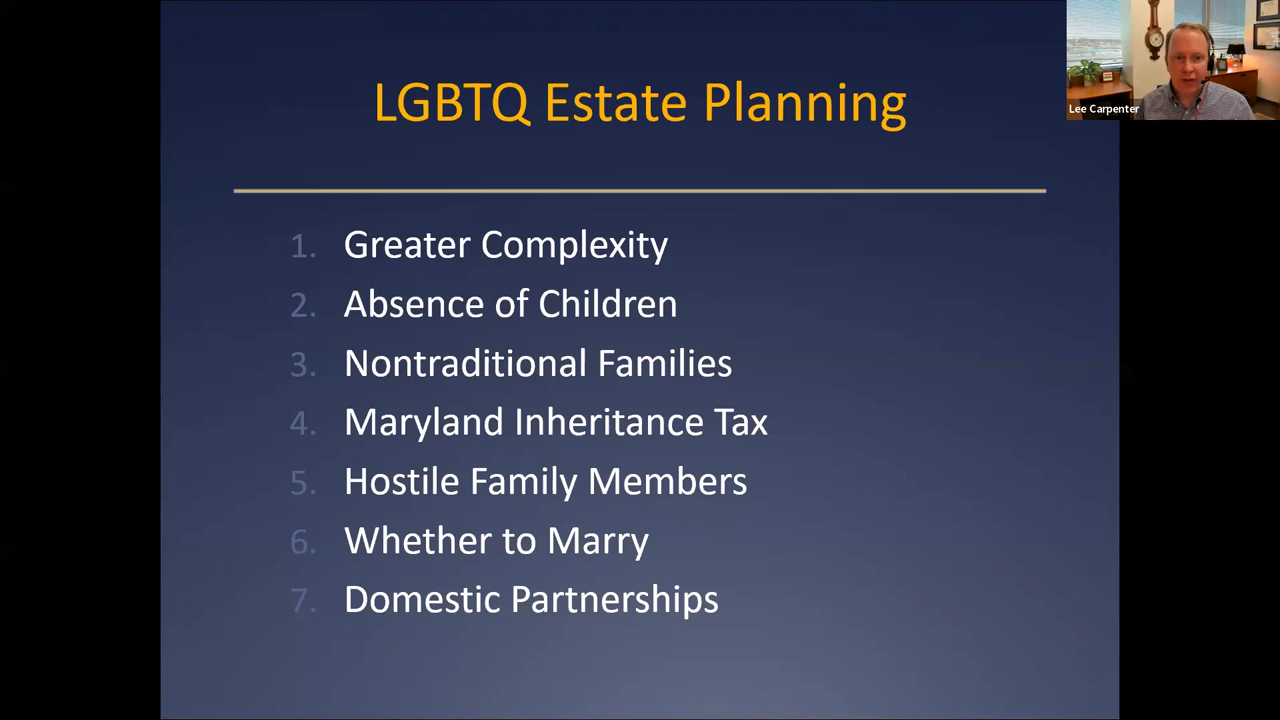 LGBTQ Estate Planning
Lee Carpenter
1. Greater Complexity
2. Absence of Children
3. Nontraditional Families
4. Maryland Inheritance Tax
5. Hostile Family Members
6. Whether to Marry
7. Domestic Partnerships